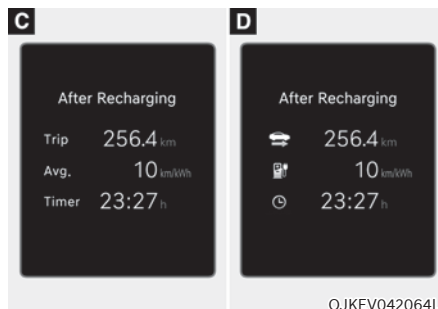 C
After Recharging
Trip 256.4 km
Avg. 10 km/kWh
Timer 23:27 h
D
After Recharging
256.4 km
10 km/kWh
23:27 h
OJKEV042064L